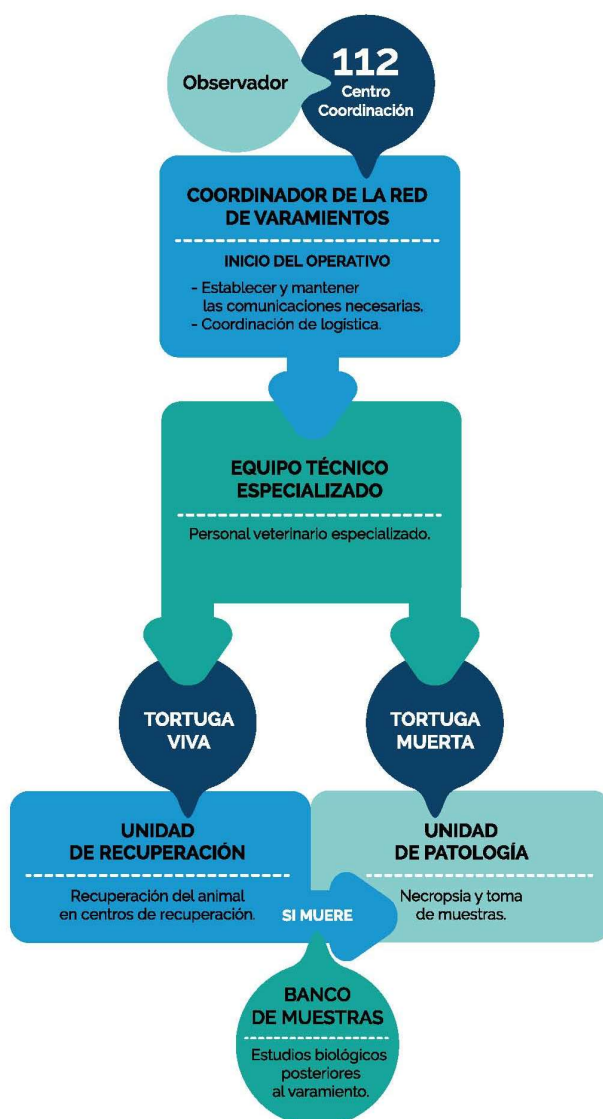 Observador
112
Centro
Coordinación
COORDINADOR DE LA RED
DE VARAMIENTOS
INICIO DEL OPERATIVO
- Establecer y mantener
las comunicaciones necesarias.
- Coordinación de logística.
EQUIPO TÉCNICO
ESPECIALIZADO
Personal veterinario especializado.
TORTUGA
VIVA
TORTUGA
MUERTA
UNIDAD
DE RECUPERACIÓN
Recuperación del animal
en centros de recuperación.
SI MUERE
UNIDAD
DE PATOLOGÍA
Necropsia y toma
de muestras.
BANCO
DE MUESTRAS
Estudios biológicos
posteriores
al varamiento.